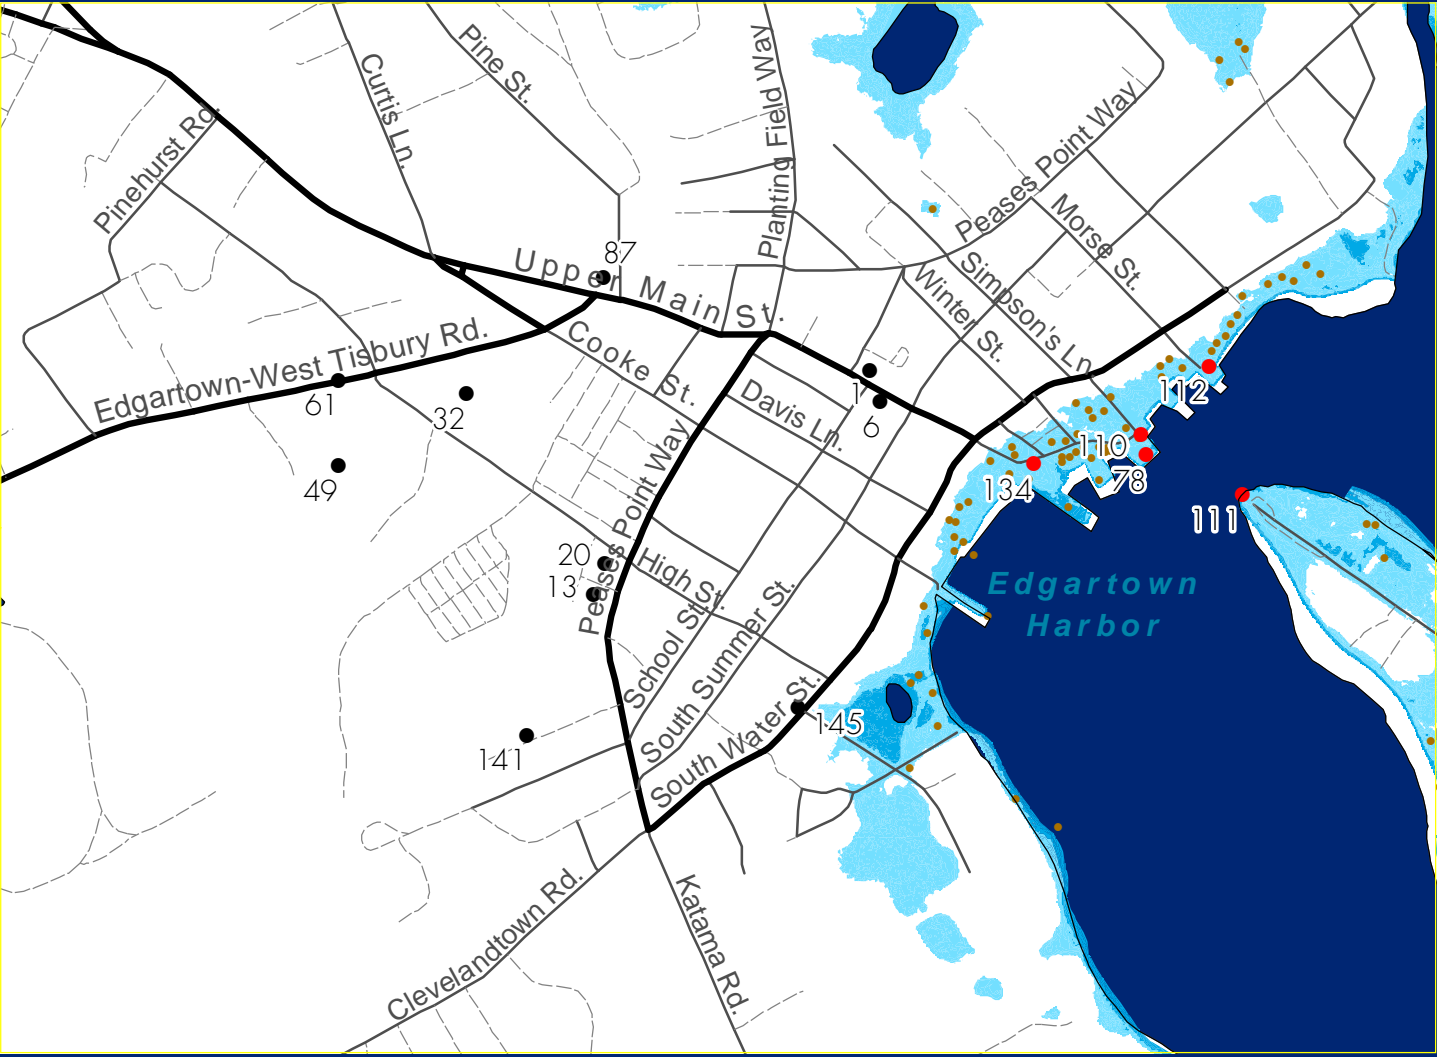 Pine St.
Curtis Ln.
Planting Field Way
Pinehurst Rd.
Peases Point Way
Morse St.
87
Upper Main St.
Simpson's Ln.
Winter St.
Edgartown-West Tisbury Rd.
Cooke St.
61
32
1
6
112
Davis Ln.
110
78
49
134
111
Peases Point Way
20
13
High St.
Edgartown
Harbor
School St.
South Summer St.
South Water St.
145
141
Clevelandtown Rd.
Katama Rd.